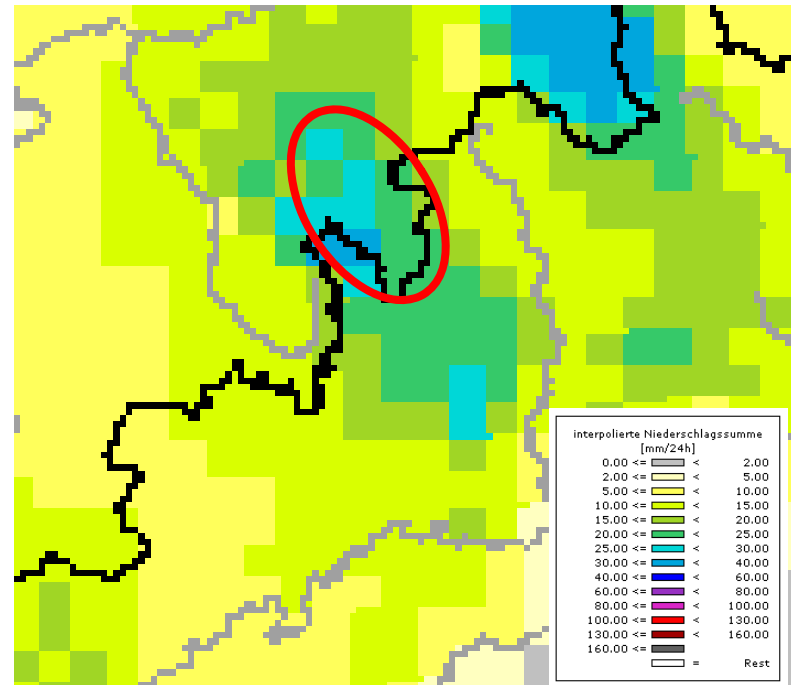 interpolierte Niederschlagssumme
[mm/24h]
0.00 <= < 2.00
2.00 <= < 5.00
5.00 <= < 10.00
10.00 <= < 15.00
15.00 <= < 20.00
20.00 <= < 25.00
25.00 <= < 30.00
30.00 <= < 40.00
40.00 <= < 60.00
60.00 <= < 80.00
80.00 <= < 100.00
100.00 <= < 130.00
130.00 <= < 160.00
160.00 <=
= Rest